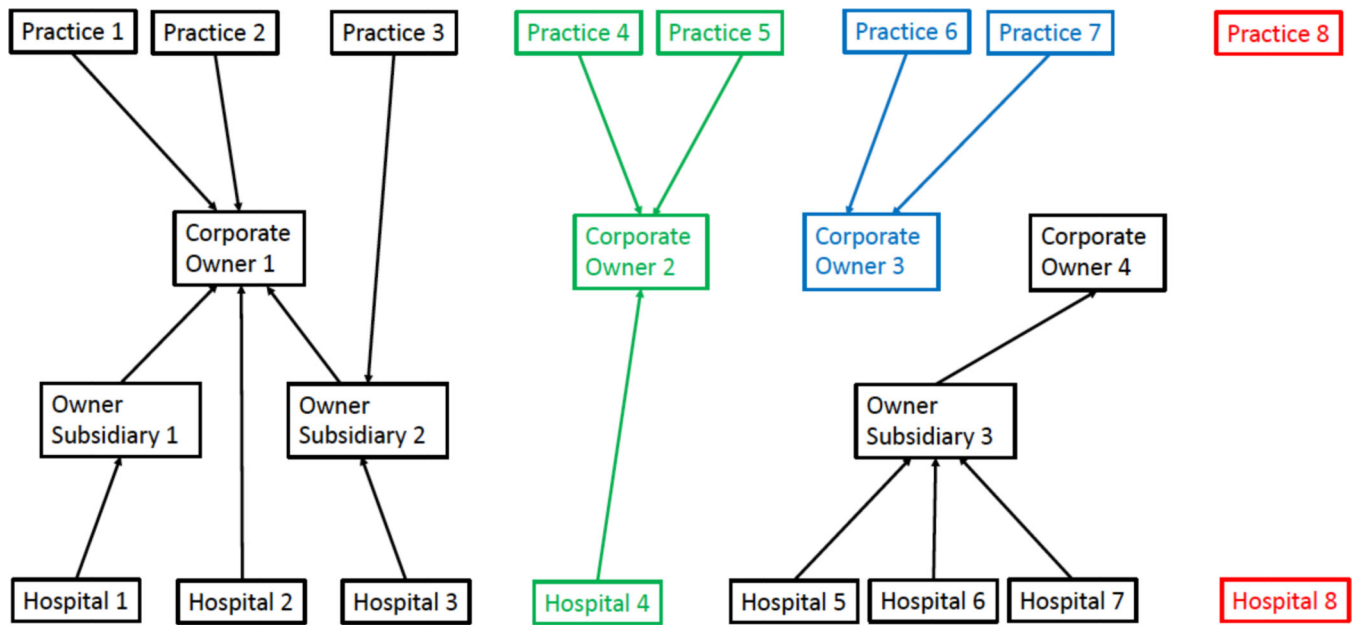 Practice 1
Practice 2
Practice 3
Practice 4
Practice 5
Practice 6
Practice 7
Practice 8
Corporate
Owner 1
Corporate
Owner 2
Corporate
Owner 3
Corporate
Owner 4
Owner
Subsidiary 1
Owner
Subsidiary 2
Owner
Subsidiary 3
Hospital 1
Hospital 2
Hospital 3
Hospital 4
Hospital 5
Hospital 6
Hospital 7
Hospital 8